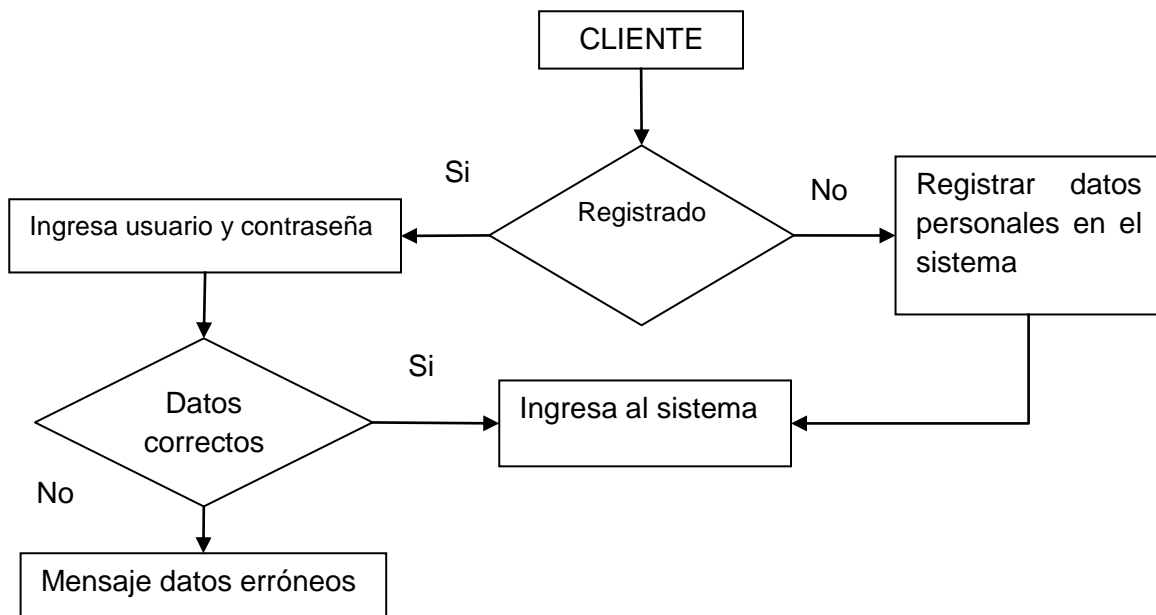 CLIENTE
Si
No
Registrado
Ingresa usuario y contraseña
Registrar datos
personales en el
sistema
Si
Datos
correctos
Ingresa al sistema
No
Mensaje datos erróneos